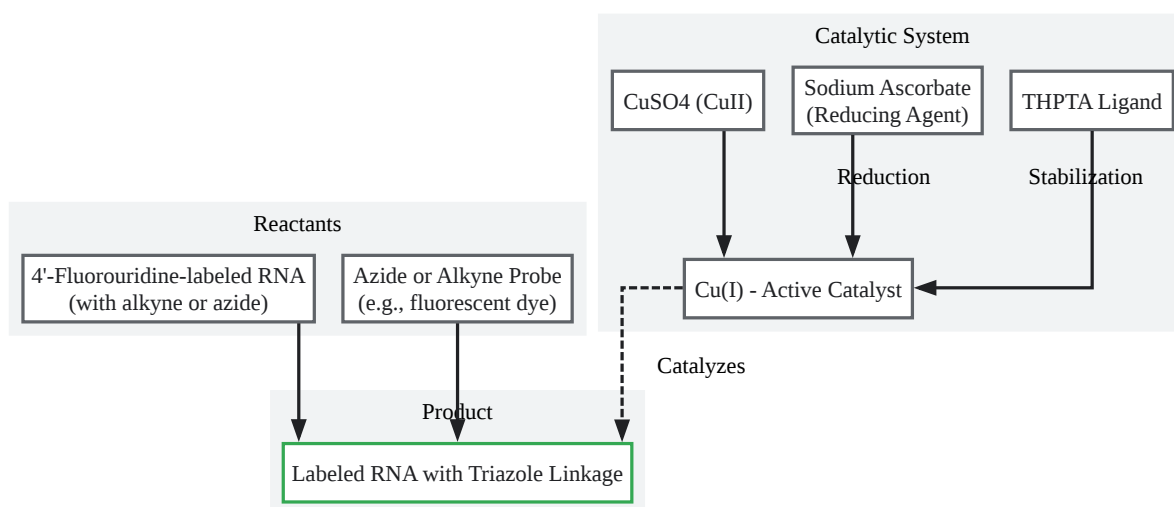 Catalytic System
CuSO4 (CuII)
Sodium Ascorbate
(Reducing Agent)
THPTA Ligand
Reduction
Stabilization
Reactants
4'-Fluorouridine-labeled RNA
(with alkyne or azide)
Azide or Alkyne Probe
(e.g., fluorescent dye)
Cu(I) - Active Catalyst
Catalyzes
Product
Labeled RNA with Triazole Linkage